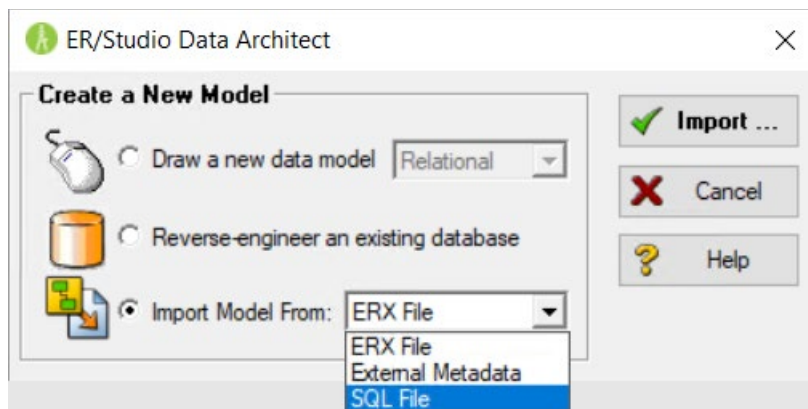 ER/Studio Data Architect
Create a New Model
Draw a new data model
Relational
Reverse-engineer an existing database
Import Model From:
ERX File
ERX File
External Metadata
SQL File
Import ...
Cancel
Help